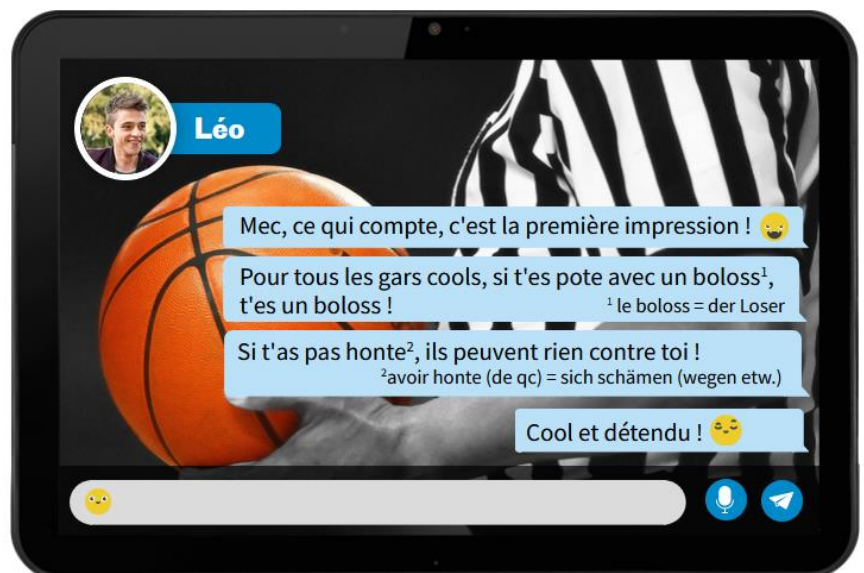 Léo
Mec, ce qui compte, c'est la première impression !
Pour tous les gars cools, si t'es pote avec un boloss¹,
t'es un boloss !
¹ le boloss = der Loser
Si t'as pas honte², ils peuvent rien contre toi !
²avoir honte (de qc) = sich schämen (wegen etw.)
Cool et détendu !